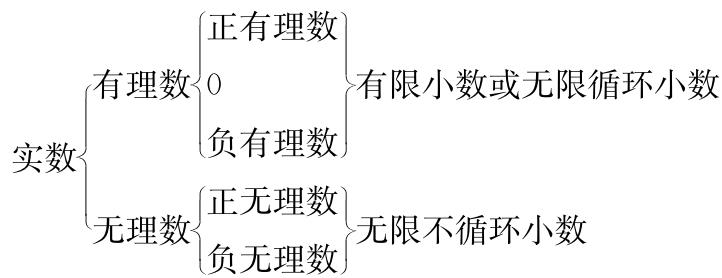 正有理数
有理数 0 有限小数或无限循环小数
负有理数
实数
正无理数
无理数 无限不循环小数
负无理数